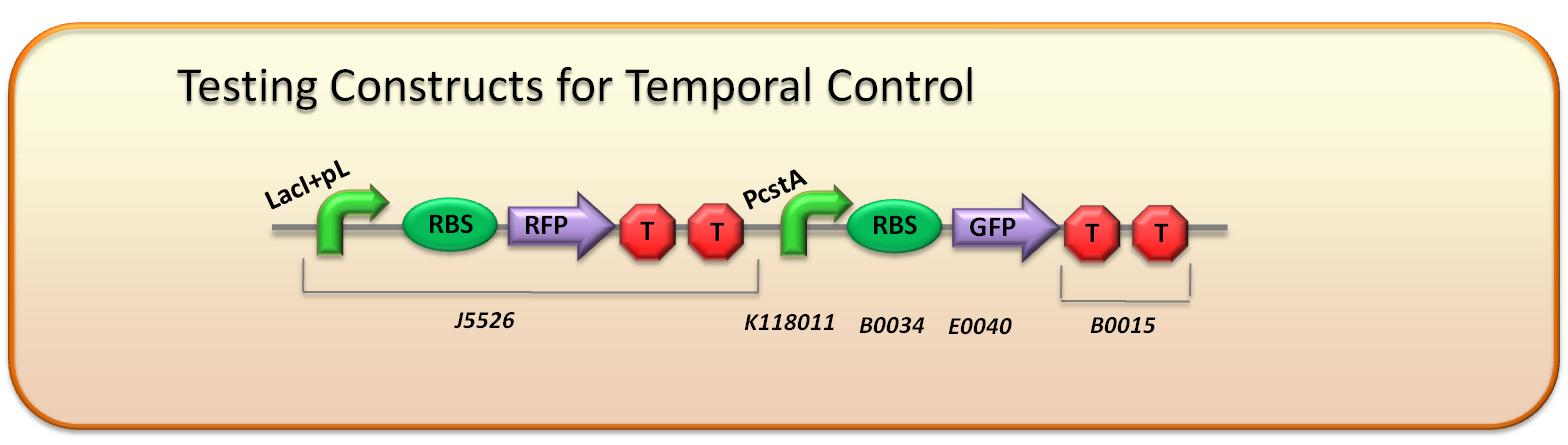 Testing Constructs for Temporal Control
LacI+pL
RBS
RFP
T
T
PcstA
RBS
GFP
T
T
J5526
K118011
B0034
E0040
B0015